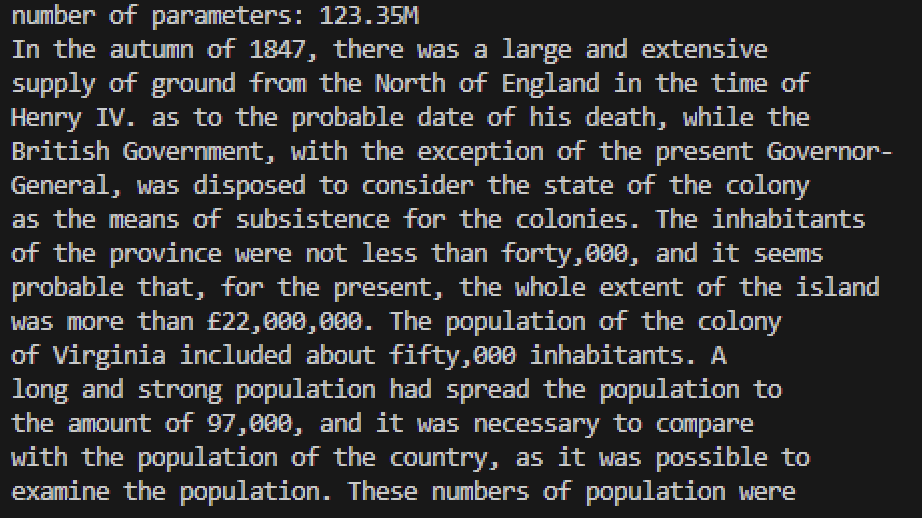 number of parameters: 123.35M
In the autumn of 1847, there was a large and extensive
supply of ground from the North of England in the time of
Henry IV. as to the probable date of his death, while the
British Government, with the exception of the present Governor-
General, was disposed to consider the state of the colony
as the means of subsistence for the colonies. The inhabitants
of the province were not less than forty,000, and it seems
probable that, for the present, the whole extent of the island
was more than £22,000,000. The population of the colony
of Virginia included about fifty,000 inhabitants. A
long and strong population had spread the population to
the amount of 97,000, and it was necessary to compare
with the population of the country, as it was possible to
examine the population. These numbers of population were